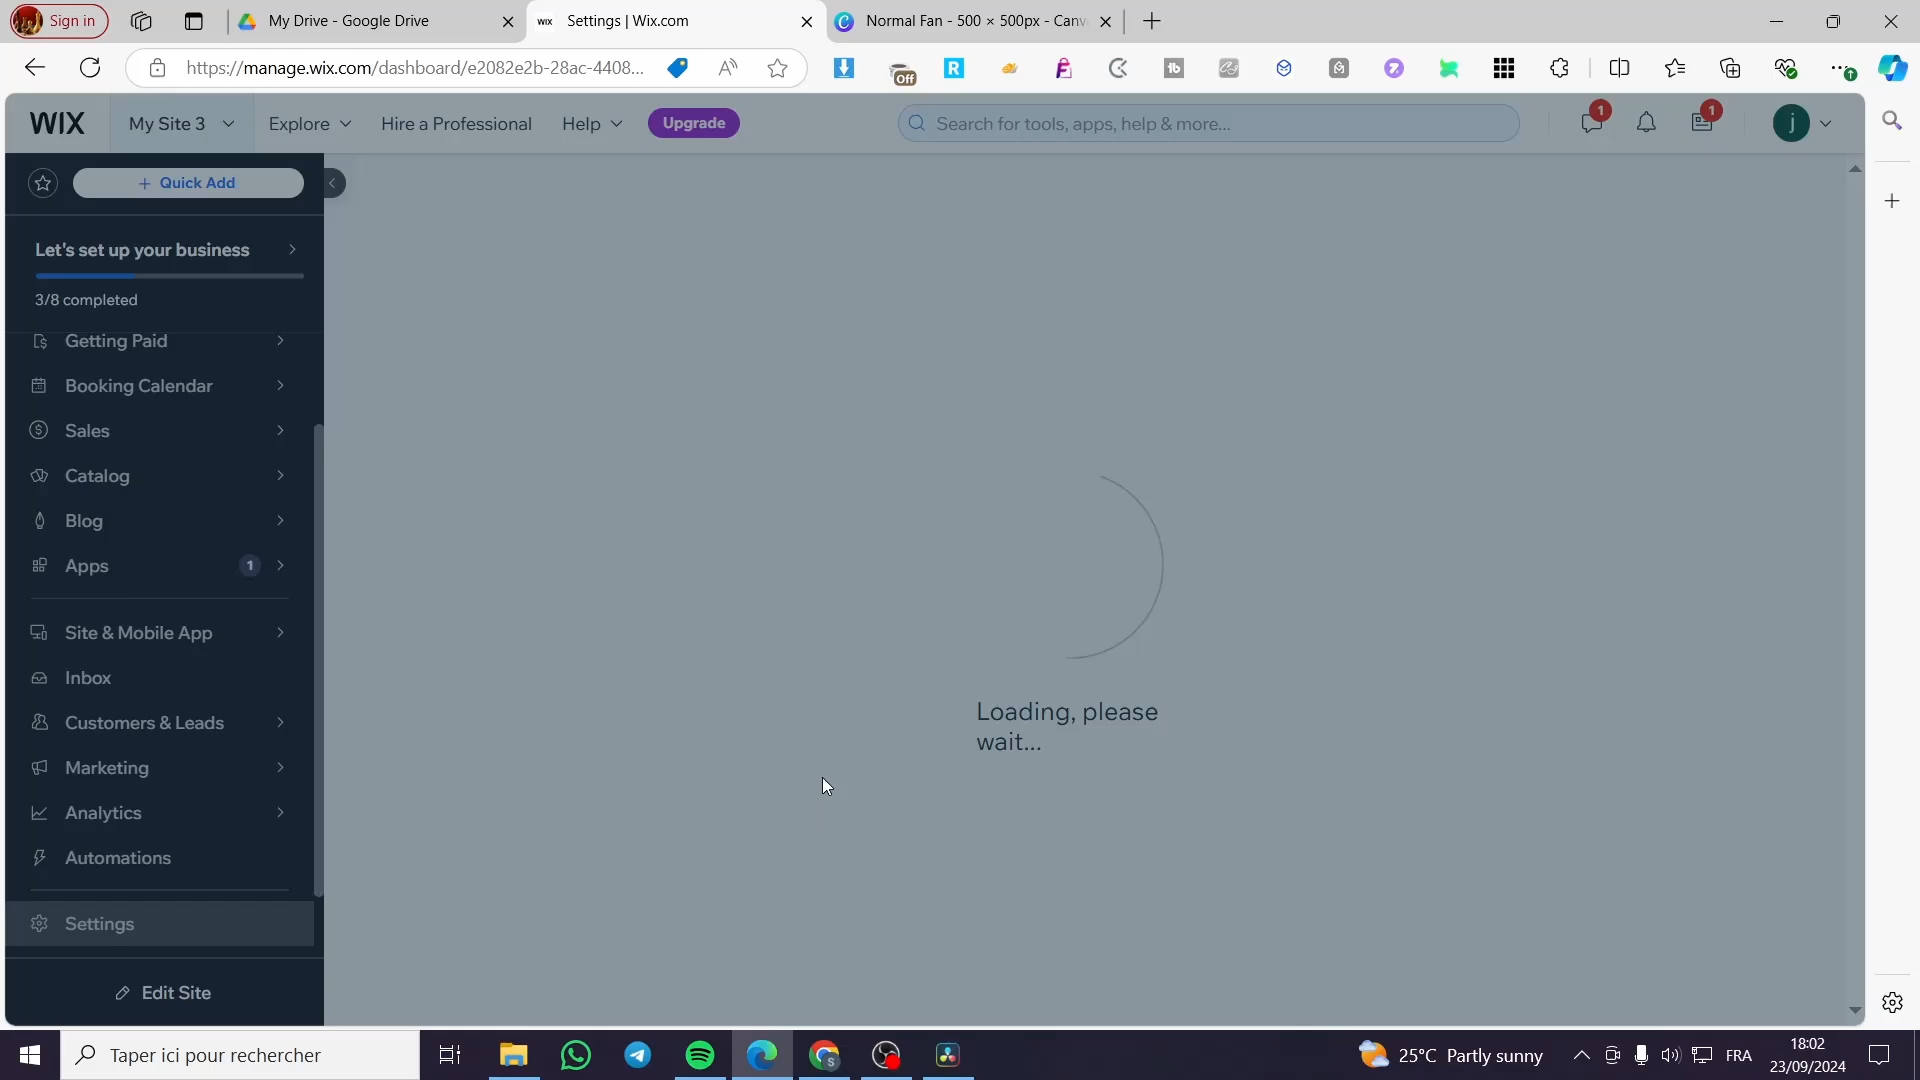 Sign in
My Drive - Google Drive
WIX
Settings | Wix.com
Normal Fan - 500 × 500px - Canv
https://manage.wix.com/dashboard/e2082e2b-28ac-4408...
Off
WIX
My Site 3
Explore
Hire a Professional
Help
Upgrade
Search for tools, apps, help & more...
1
1
j
+ Quick Add
Let's set up your business
3/8 completed
Getting Paid
Booking Calendar
Sales
Catalog
Blog
Apps
1
Site & Mobile App
Inbox
Customers & Leads
Marketing
Analytics
Automations
Settings
Edit Site
Loading, please
wait...
Taper ici pour rechercher
25°C Partly sunny
FRA
18:02
23/09/2024